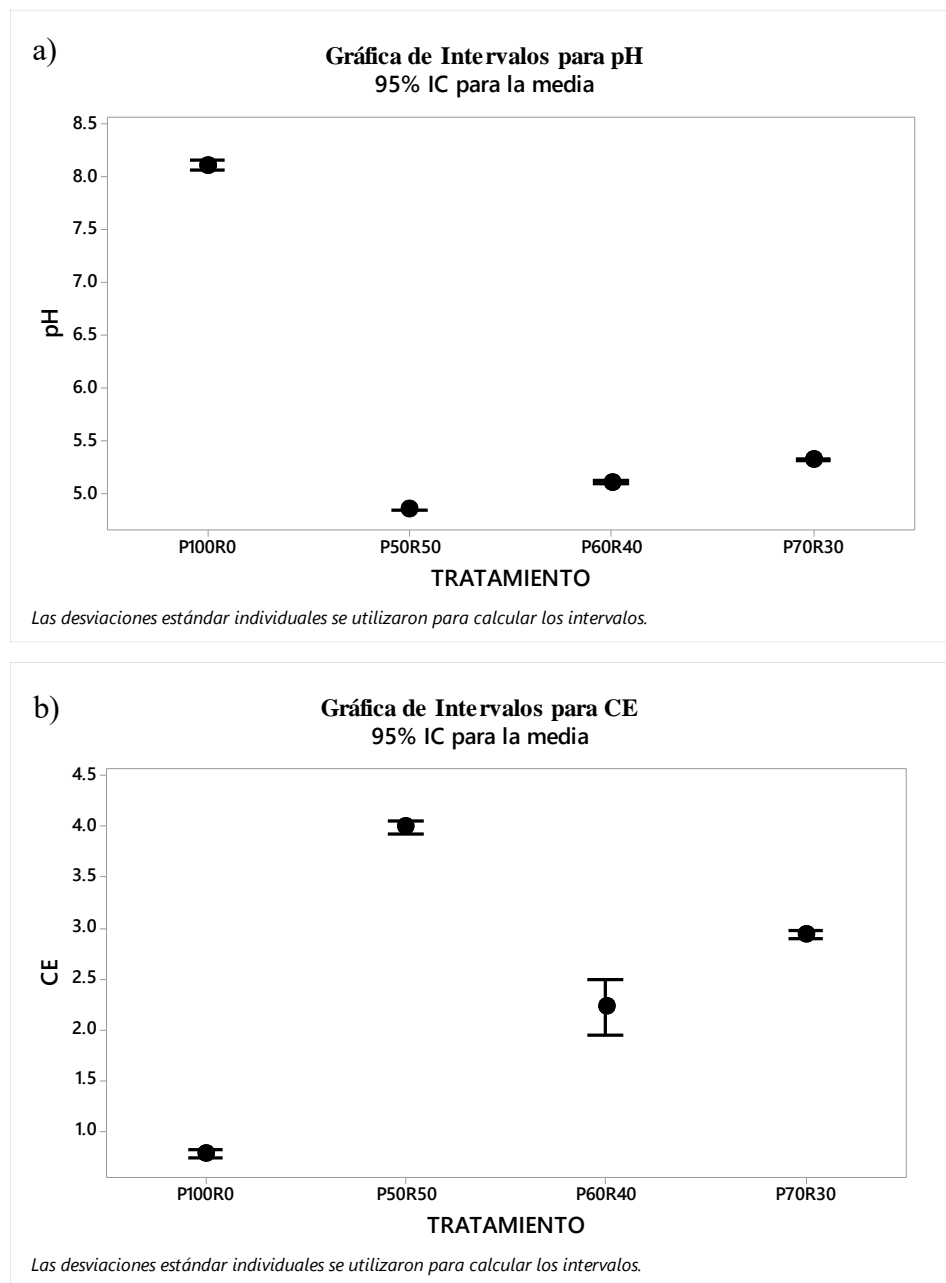 a)
Gráfica de Intervalos para pH
95% IC para la media
8.5
8.0
7.5
7.0
6.5
6.0
5.5
5.0
pH
P100R0 P50R50 P60R40 P70R30
TRATAMIENTO
Las desviaciones estándar individuales se utilizaron para calcular los intervalos.
b)
Gráfica de Intervalos para CE
95% IC para la media
4.5
4.0
3.5
3.0
2.5
2.0
1.5
1.0
CE
P100R0 P50R50 P60R40 P70R30
TRATAMIENTO
Las desviaciones estándar individuales se utilizaron para calcular los intervalos.